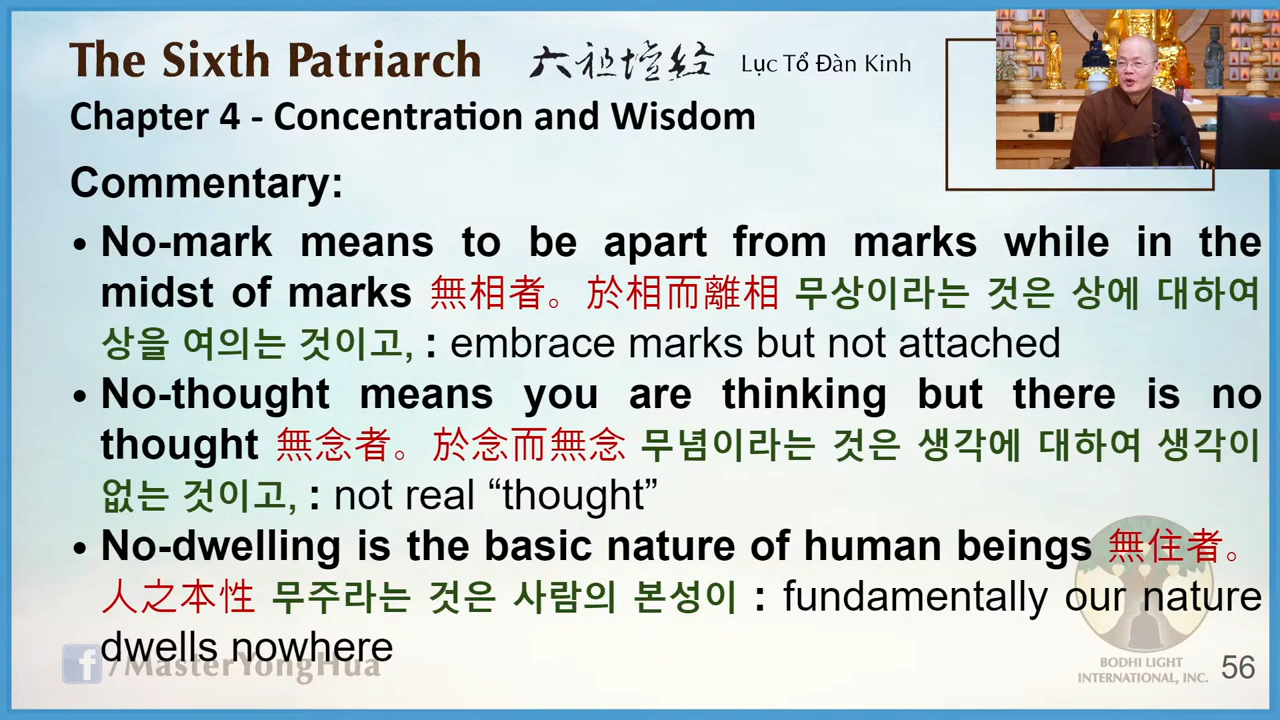 The Sixth Patriarch 六祖壇経 Lục Tổ Đàn Kinh
Chapter 4 - Concentration and Wisdom
Commentary:
• No-mark means to be apart from marks while in the
midst of marks 無相者。於相而離相 무상이라는 것은 상에 대하여
상을 여의는 것이고, : embrace marks but not attached
• No-thought means you are thinking but there is no
thought 無念者。於念而無念 무념이라는 것은 생각에 대하여 생각이
없는 것이고, : not real “thought”
• No-dwelling is the basic nature of human beings 無住者。
人之本性 무주라는 것은 사람의 본성이 : fundamentally our nature
dwells nowhere
f /MasterYongHua
BODHI LIGHT
INTERNATIONAL, INC.
56